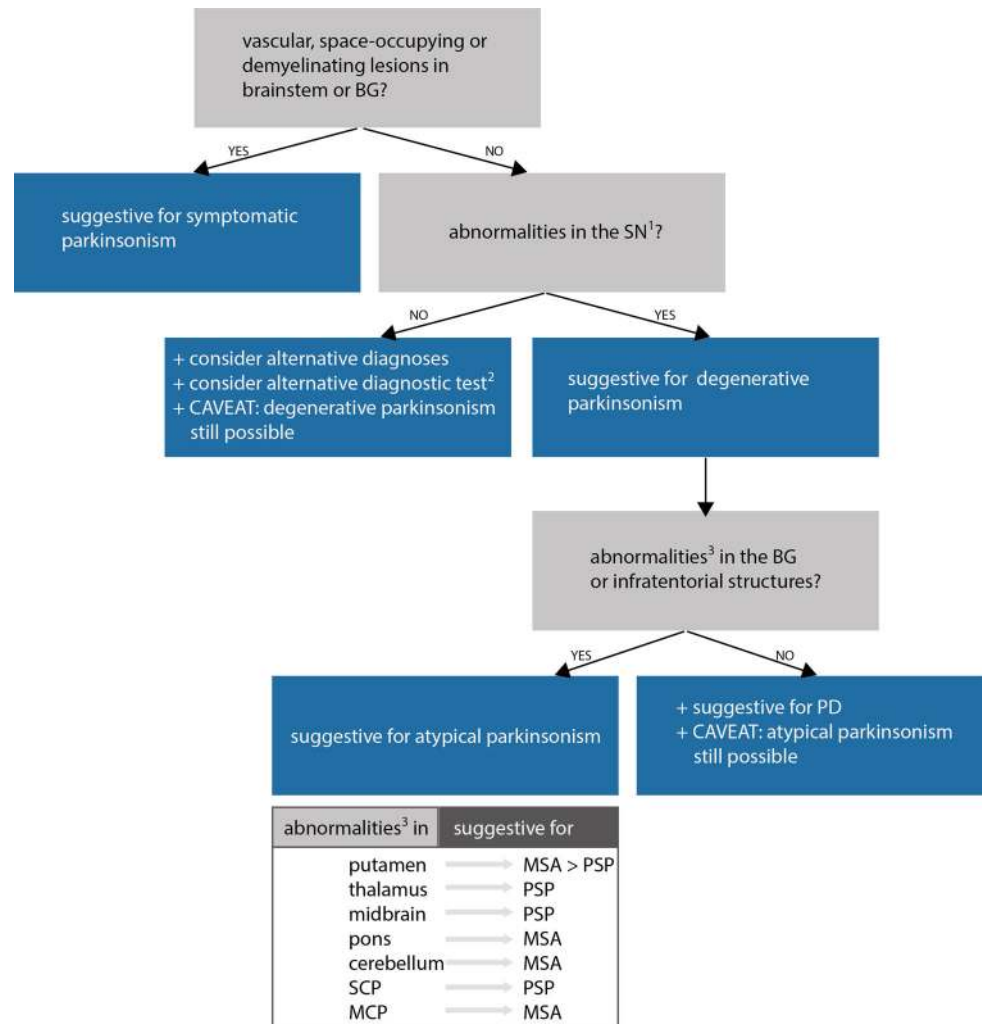 vascular, space-occupying or
demyelinating lesions in
brainstem or BG?
YES
NO
suggestive for symptomatic
parkinsonism
abnormalities in the SN¹?
NO
YES
+ consider alternative diagnoses
+ consider alternative diagnostic test²
+ CAVEAT: degenerative parkinsonism
still possible
suggestive for degenerative
parkinsonism
abnormalities³ in the BG
or infratentorial structures?
YES
NO
suggestive for atypical parkinsonism
+ suggestive for PD
+ CAVEAT: atypical parkinsonism
still possible
abnormalities³ in suggestive for
putamen MSA > PSP
thalamus PSP
midbrain PSP
pons MSA
cerebellum MSA
SCP PSP
MCP MSA